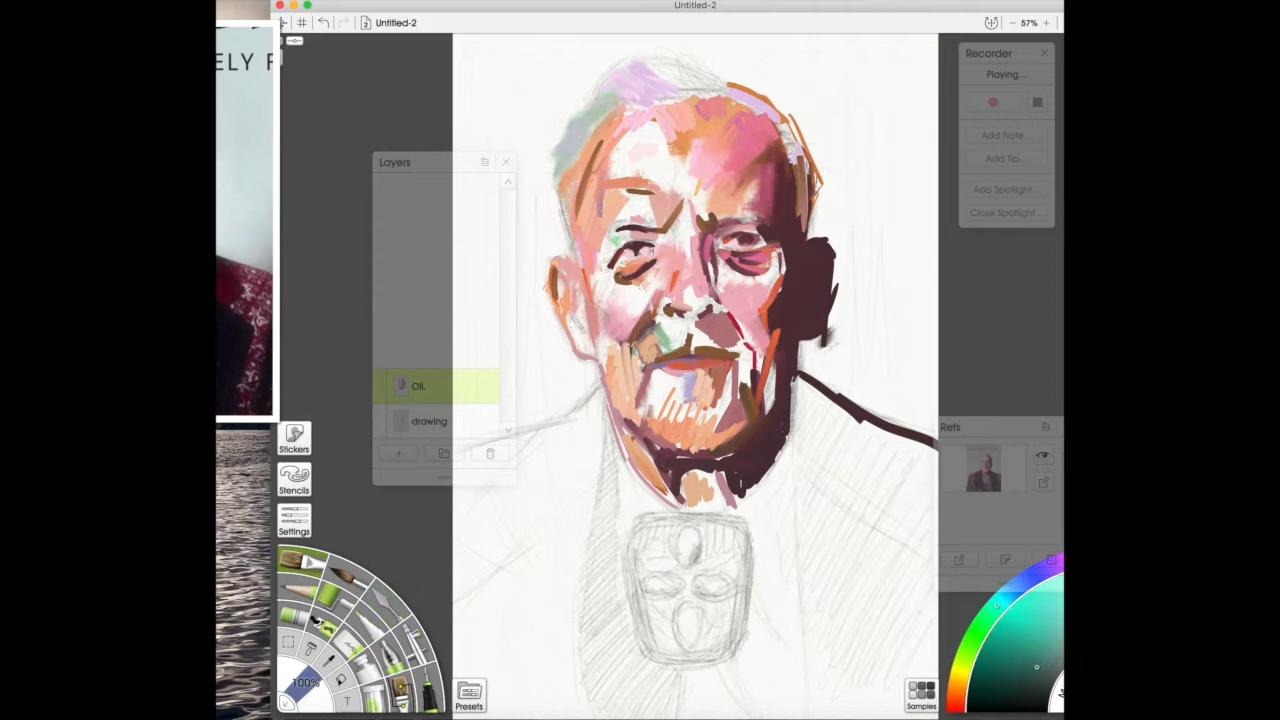 Untitled-2
2 Untitled-2
57%
ELY
Recorder
Playing...
Add Note...
Add Tip...
Add Spotlight...
Close Spotlight...
Layers
OIL
drawing
Refs
Stickers
Stencils
Settings
100%
T
Presets
Samples